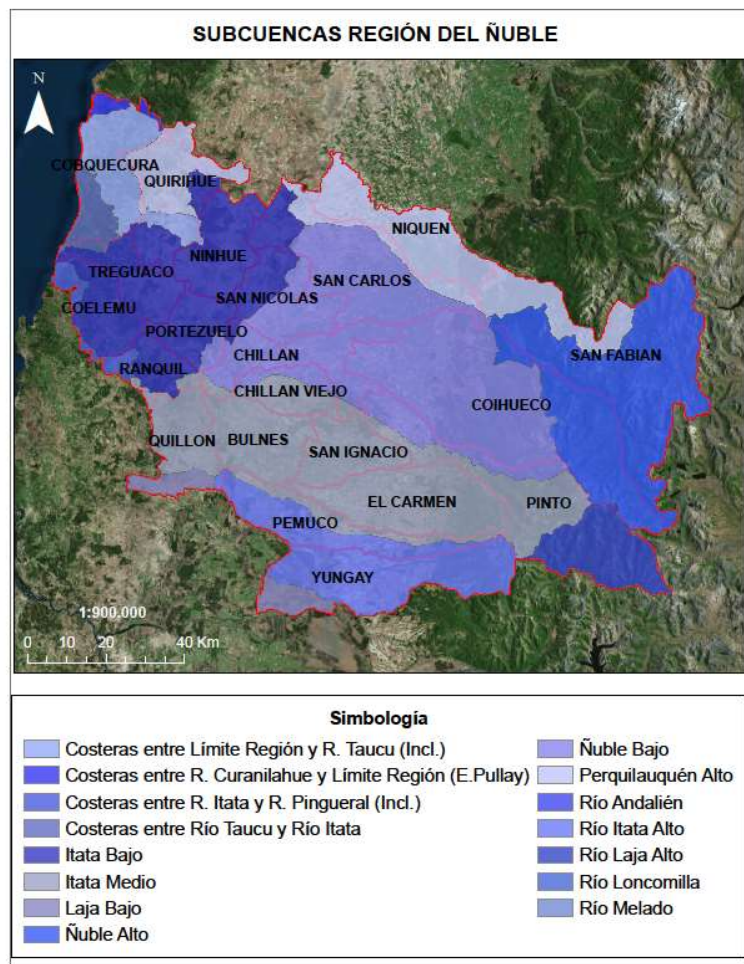 SUBCUENCAS REGIÓN DEL ÑUBLE
N
COBQUECURA
QUIRIHUE
NIQUEN
NINHUE
TREGUACO
SAN CARLOS
SAN NICOLAS
COELEMU
PORTEZUELO
CHILLAN
SAN FABIAN
RANQUIL
CHILLAN VIEJO
COIHUECO
QUILLON
BULNES
SAN IGNACIO
EL CARMEN
PINTO
PEMUCO
YUNGAY
1:900.000
0 10 20 40 Km
Simbología
Costeras entre Límite Región y R. Taucu (Incl.)
Costeras entre R. Curanilahue y Límite Región (E.Pullay)
Costeras entre R. Itata y R. Pingueral (Incl.)
Costeras entre Río Taucu y Río Itata
Itata Bajo
Itata Medio
Laja Bajo
Ñuble Alto
Ñuble Bajo
Perquilauquén Alto
Río Andalién
Río Itata Alto
Río Laja Alto
Río Loncomilla
Río Melado